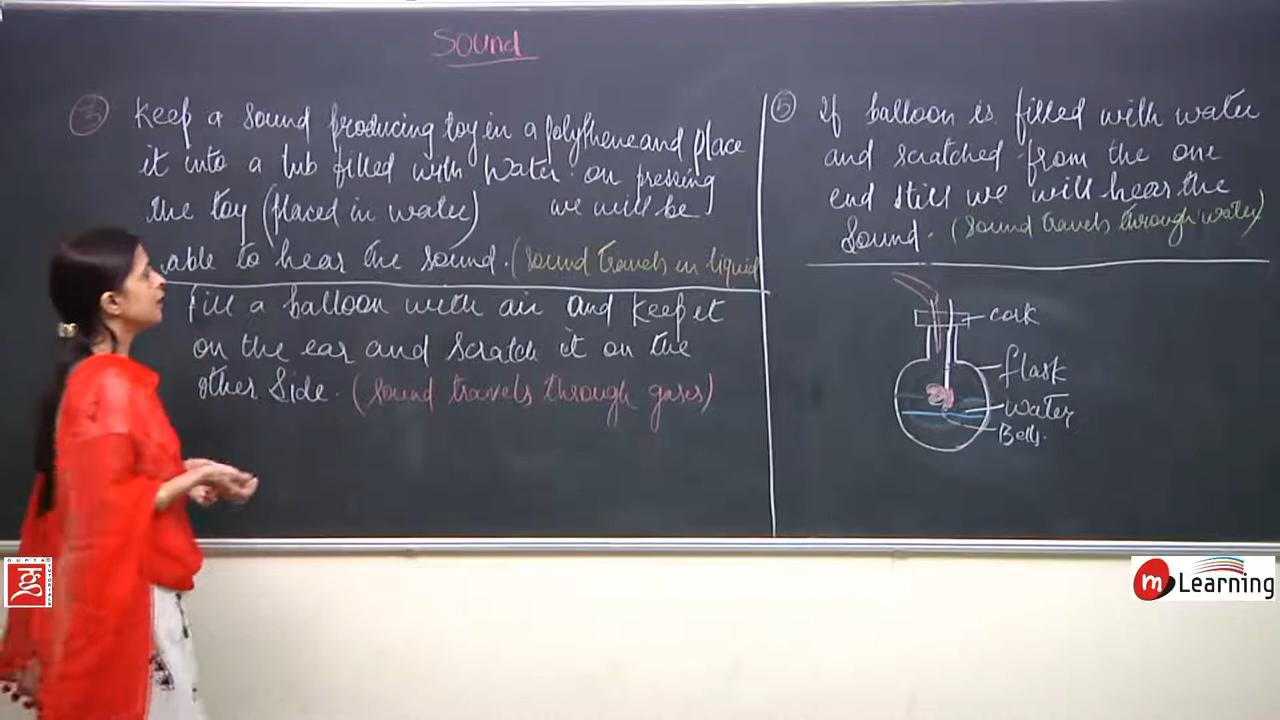 Sound
③ Keep a sound producing toy in a polythene and place
it into a tub filled with water. on pressing
the toy (placed in water) we will be
able to hear the sound. (sound travels in liquid
Fill a balloon with air and keep it
on the ear and scratch it on the
other side. (sound travels through gases)
⑤ If balloon is filled with water
and scratched from the one
end still we will hear the
sound. (sound travels through water)
cork
flask
water
Bells.
GUPTA TUTORIALS
g
m Learning